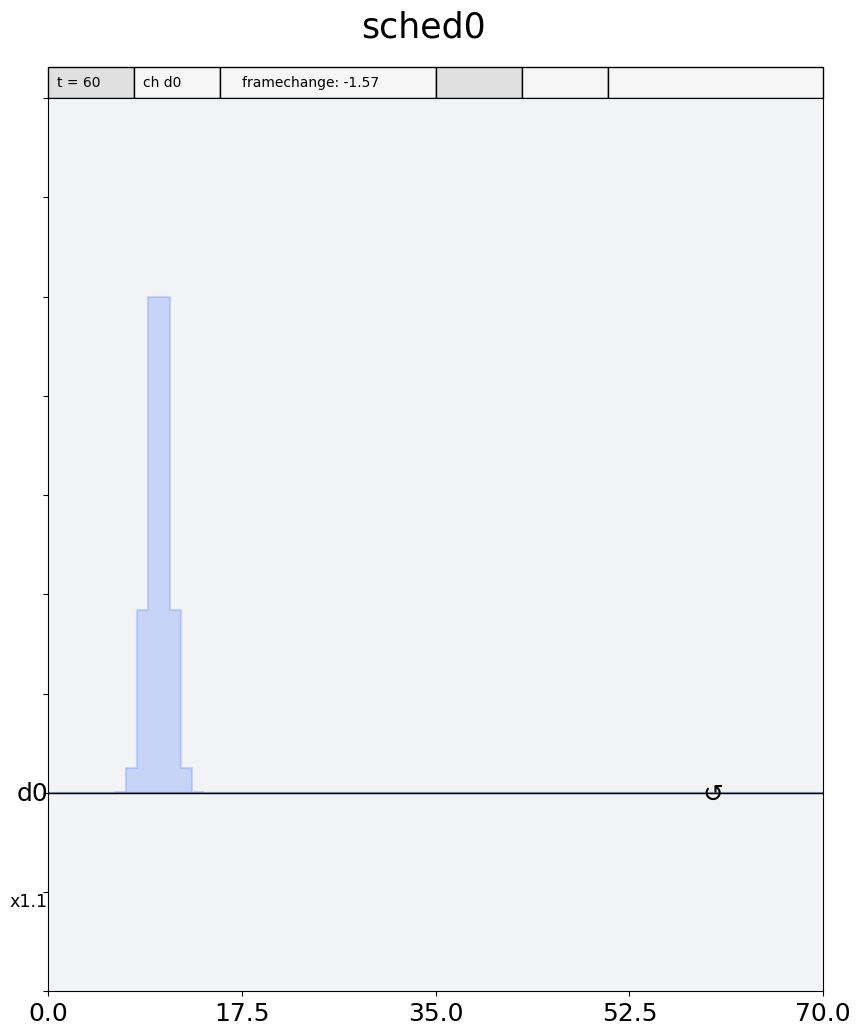 sched0
t = 60 ch d0 framechange: -1.57
d0 ↺
x1.1
0.0 17.5 35.0 52.5 70.0